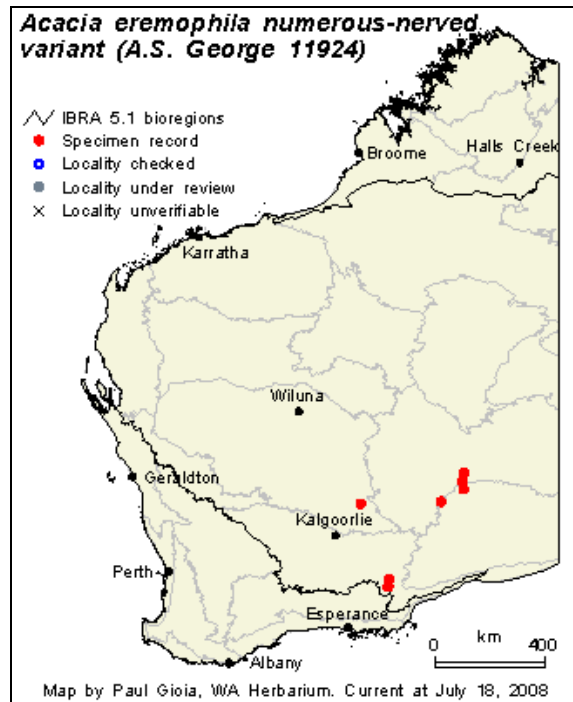 Acacia eremophila numerous-nerved
variant (A.S. George 11924)
IBRA 5.1 bioregions
Specimen record
Locality checked
Locality under review
Locality unverifiable
Broome
Halls Creek
Karratha
Wiluna
Geraldton
Kalgoorlie
Perth
Esperance
Albany
km
0 400
Map by Paul Gioia, WA Herbarium. Current at July 18, 2008